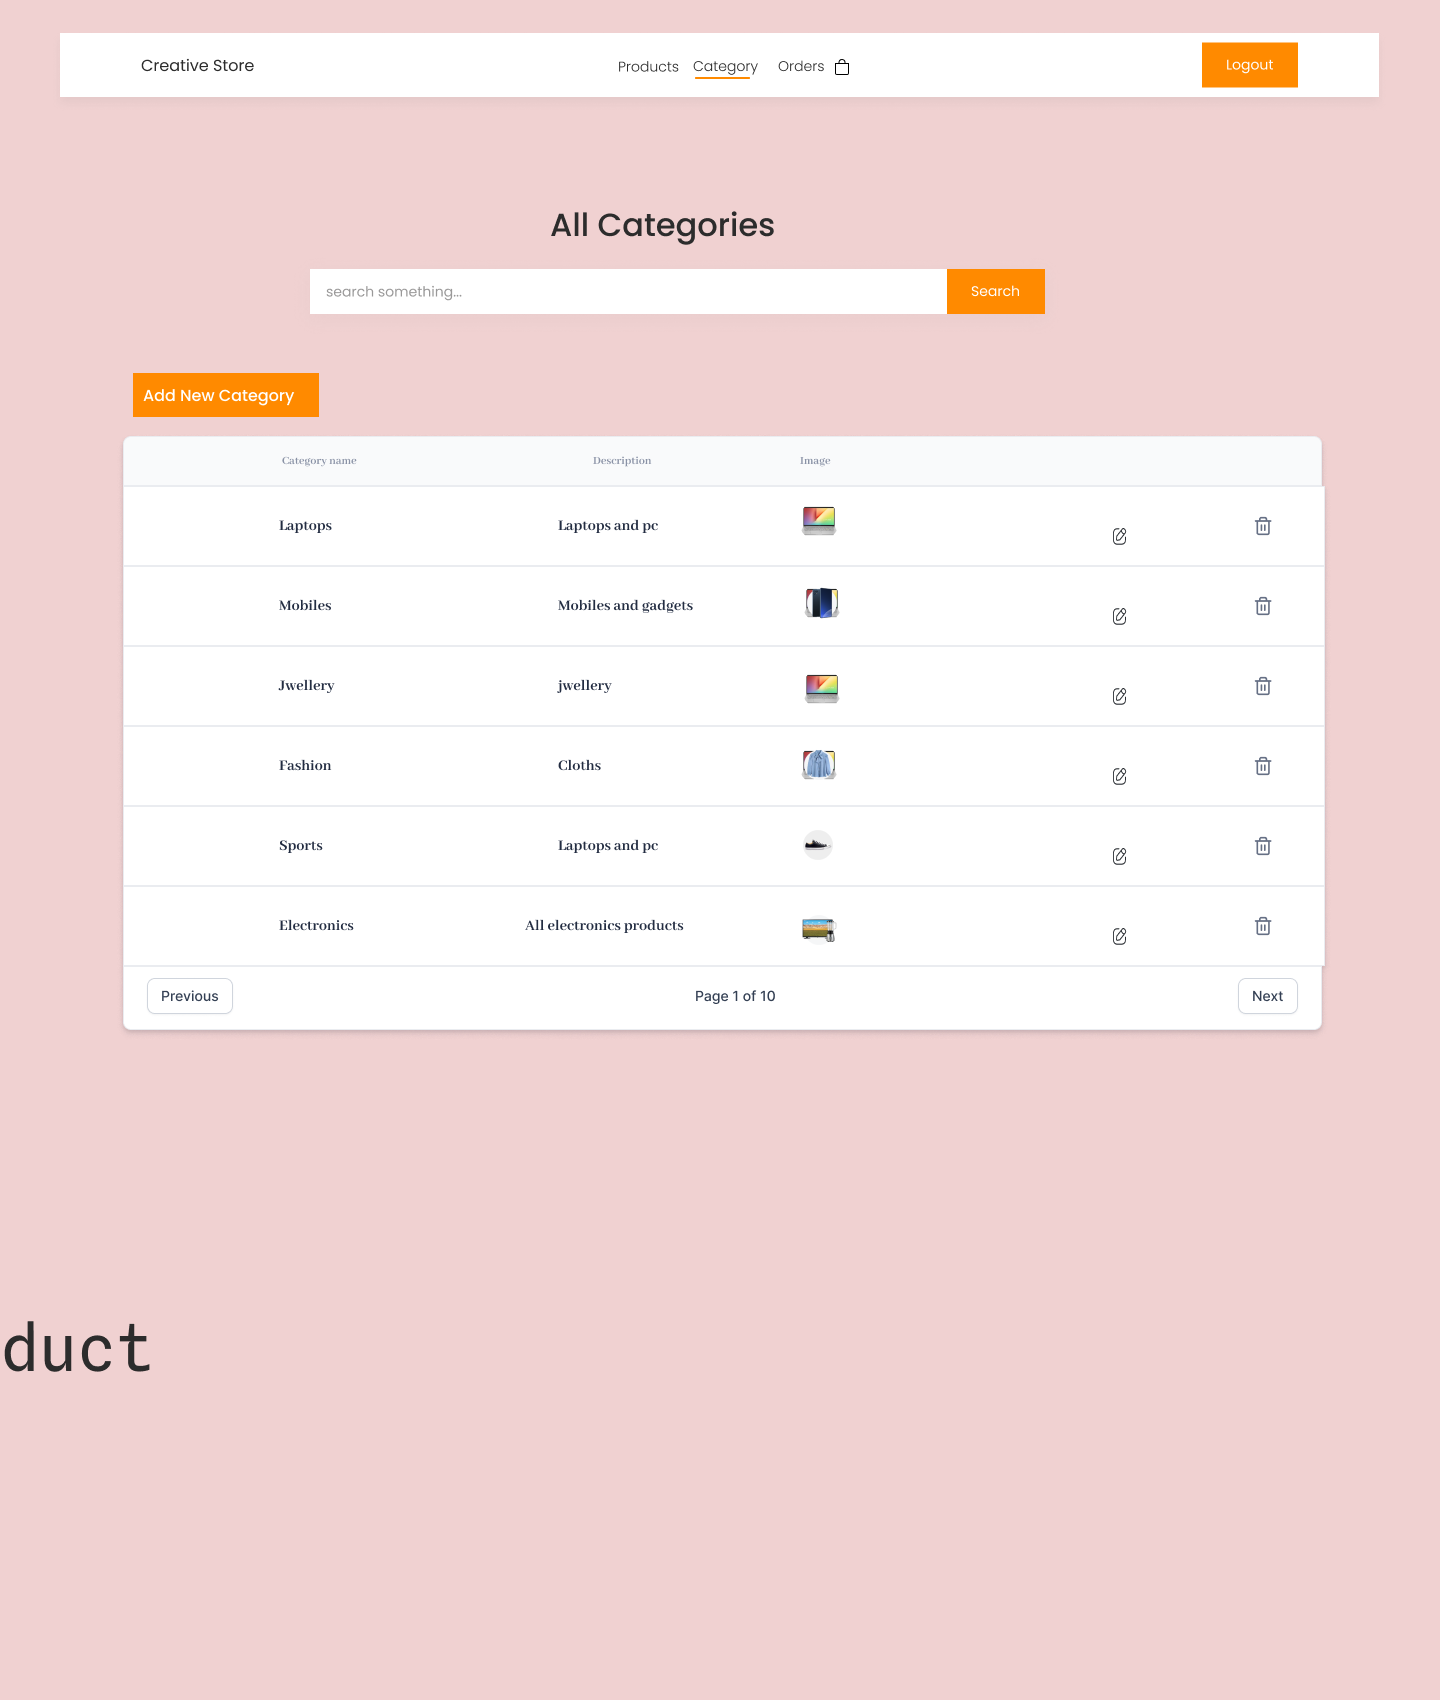 Creative Store
Products Category Orders
Logout
All Categories
search something...
Search
Add New Category
Category name Description Image
Laptops Laptops and pc
Mobiles Mobiles and gadgets
Jwellery jwellery
Fashion Cloths
Sports Laptops and pc
Electronics All electronics products
Previous Page 1 of 10 Next
duct